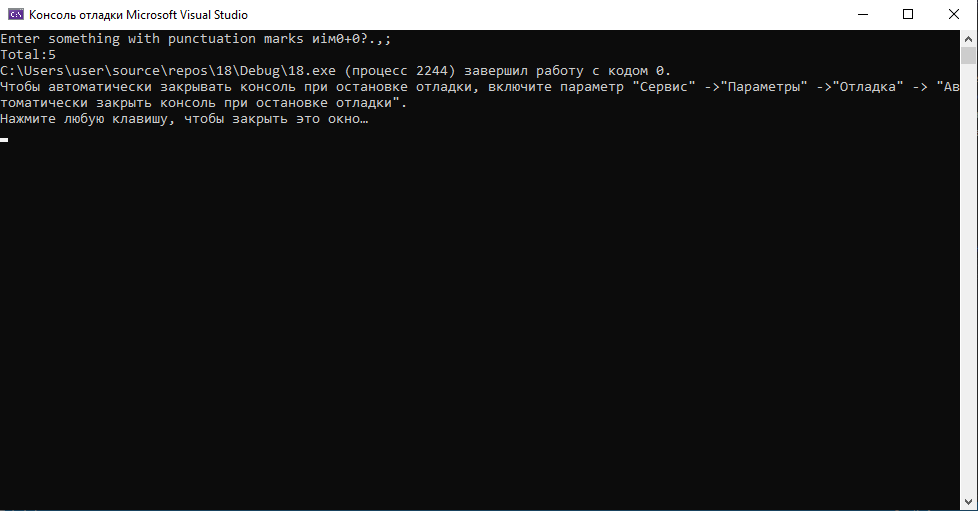 Консоль отладки Microsoft Visual Studio
Enter something with punctuation marks иiм0+0?.,;
Total:5
C:\Users\user\source\repos\18\Debug\18.exe (процесс 2244) завершил работу с кодом 0.
Чтобы автоматически закрывать консоль при остановке отладки, включите параметр "Сервис" ->"Параметры" ->"Отладка" -> "Ав
томатически закрыть консоль при остановке отладки".
Нажмите любую клавишу, чтобы закрыть это окно…